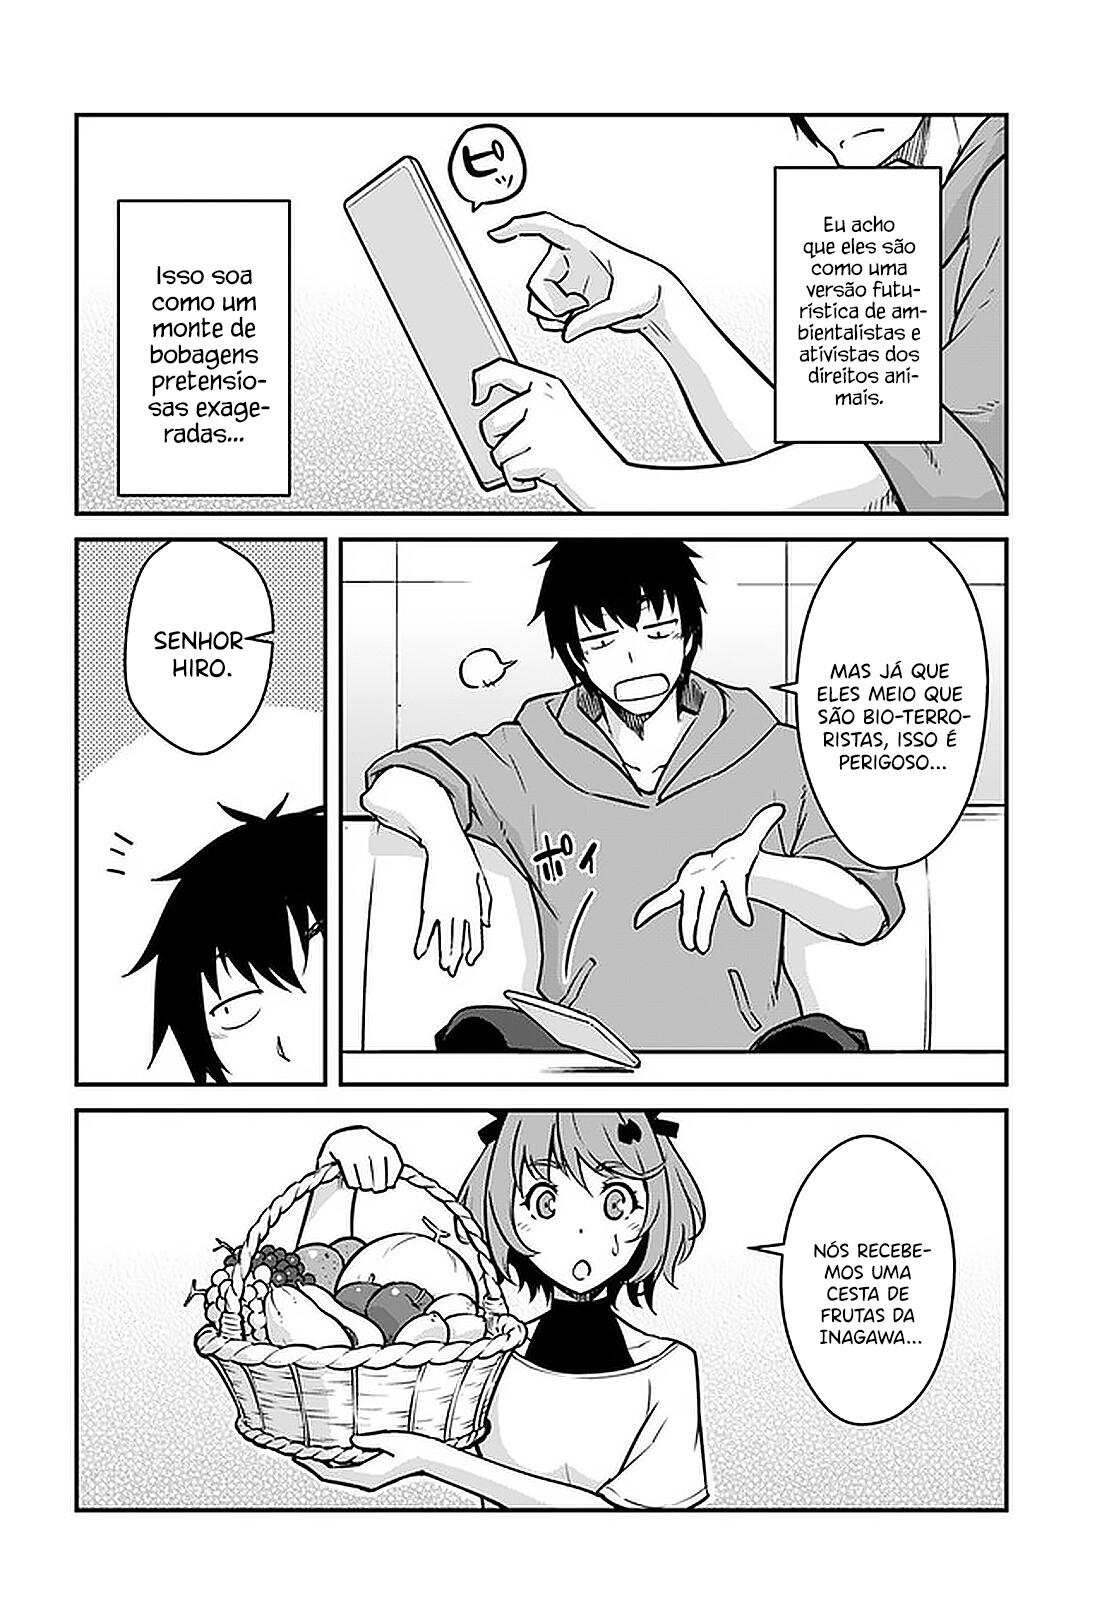 Eu acho
que eles são
como uma
versão futu-
rística de am-
bientalistas e
ativistas dos
direitos ani-
mais.
ピッ
Isso soa
como um
monte de
bobagens
pretensio-
sas exage-
radas...
MAS JÁ QUE
ELES MEIO QUE
SÃO BIO-TERRO-
RISTAS, ISSO É
PERIGOSO...
ポイ
SENHOR
HIRO.
NÓS RECEBE-
MOS UMA
CESTA DE
FRUTAS DA
INAGAWA...